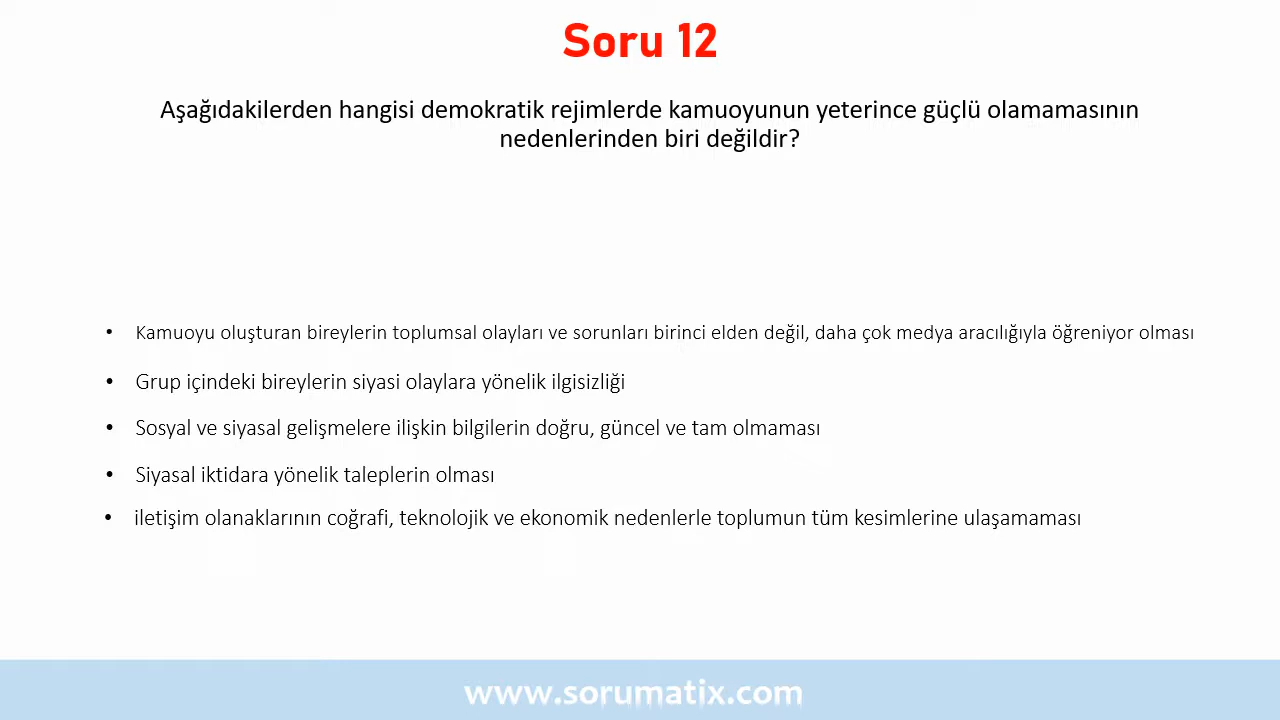 Soru 12
Aşağıdakilerden hangisi demokratik rejimlerde kamuoyunun yeterince güçlü olamamasının
nedenlerinden biri değildir?
• Kamuoyu oluşturan bireylerin toplumsal olayları ve sorunları birinci elden değil, daha çok medya aracılığıyla öğreniyor olması
• Grup içindeki bireylerin siyasi olaylara yönelik ilgisizliği
• Sosyal ve siyasal gelişmelere ilişkin bilgilerin doğru, güncel ve tam olmaması
• Siyasal iktidara yönelik taleplerin olması
• iletişim olanaklarının coğrafi, teknolojik ve ekonomik nedenlerle toplumun tüm kesimlerine ulaşamaması
www.sorumatix.com